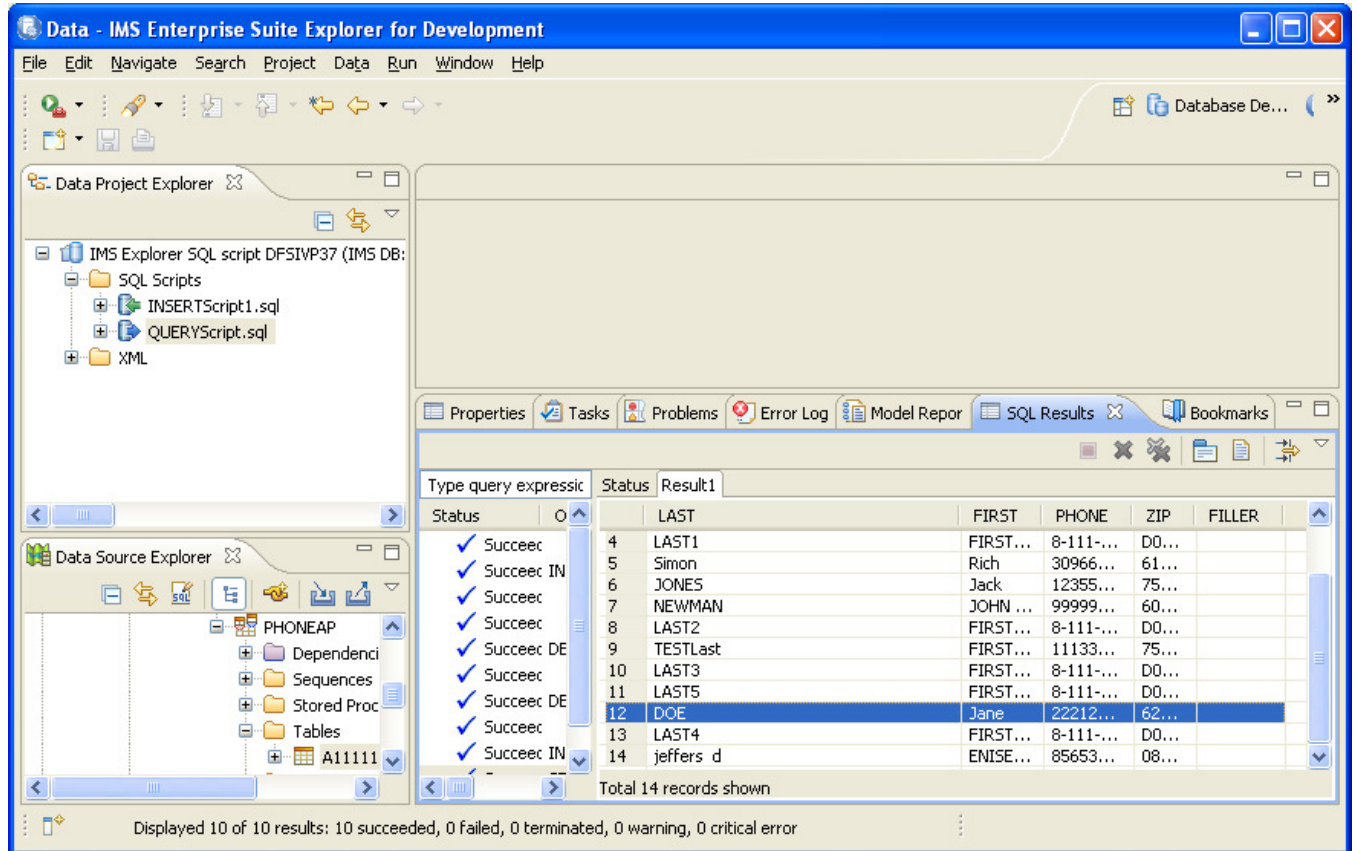 Data - IMS Enterprise Suite Explorer for Development
File Edit Navigate Search Project Data Run Window Help
Database De... »
Data Project Explorer
IMS Explorer SQL script DFSIVP37 (IMS DB:
SQL Scripts
INSERTScript1.sql
QUERYScript.sql
XML
Properties Tasks Problems Error Log Model Repor SQL Results Bookmarks
Type query expressic Status Result1
Status O LAST FIRST PHONE ZIP FILLER
Succeec 4 LAST1 FIRST... 8-111-... D0...
Succeec IN 5 Simon Rich 30966... 61...
Succeec 6 JONES Jack 12355... 75...
Succeec 7 NEWMAN JOHN ... 99999... 60...
Succeec DE 8 LAST2 FIRST... 8-111-... D0...
Succeec 9 TESTLast FIRST... 11133... 75...
Succeec DE 10 LAST3 FIRST... 8-111-... D0...
Succeec 11 LAST5 FIRST... 8-111-... D0...
Succeec IN 12 DOE Jane 22212... 62...
13 LAST4 FIRST... 8-111-... D0...
14 jeffers d ENISE... 85653... 08...
Total 14 records shown
Data Source Explorer
SQL
PHONEAP
Dependenci
Sequences
Stored Proc
Tables
A11111
Displayed 10 of 10 results: 10 succeeded, 0 failed, 0 terminated, 0 warning, 0 critical error